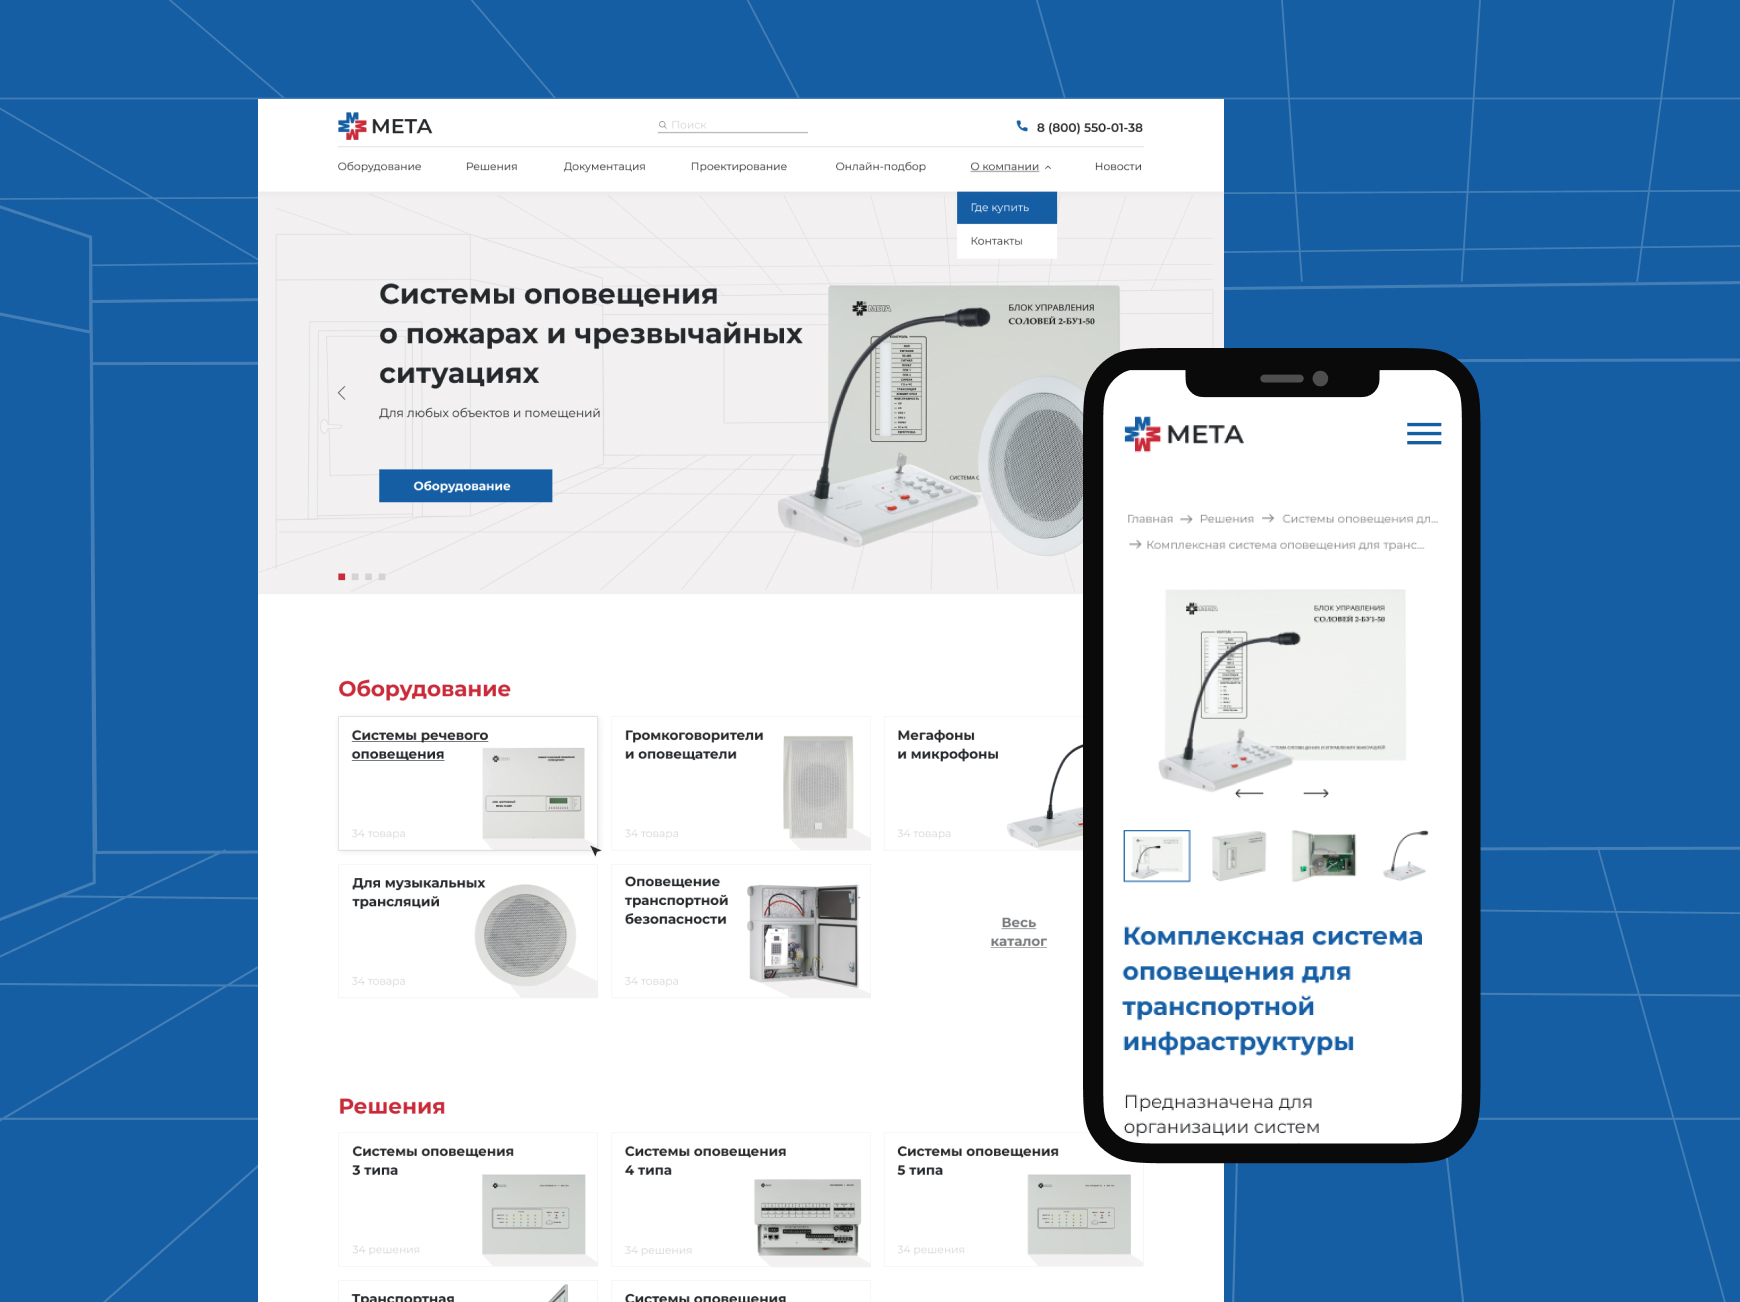 МЕТА
Поиск
8 (800) 550-01-38
Оборудование
Решения
Документация
Проектирование
Онлайн-подбор
О компании
Новости
Где купить
Контакты
Системы оповещения
о пожарах и чрезвычайных
ситуациях
Для любых объектов и помещений
Оборудование
БЛОК УПРАВЛЕНИЯ
СОЛОВЕЙ 2-БУ1-50
Оборудование
Системы речевого
оповещения
34 товара
Громкоговорители
и оповещатели
34 товара
Мегафоны
и микрофоны
34 товара
Для музыкальных
трансляций
34 товара
Оповещение
транспортной
безопасности
34 товара
Весь
каталог
Решения
Системы оповещения
3 типа
34 решения
Системы оповещения
4 типа
34 решения
Системы оповещения
5 типа
34 решения
Транспортная
Системы оповещения
МЕТА
Главная → Решения → Системы оповещения дл...
→ Комплексная система оповещения для транс...
БЛОК УПРАВЛЕНИЯ
СОЛОВЕЙ 2-БУ1-50
Комплексная система
оповещения для
транспортной
инфраструктуры
Предназначена для
организации систем